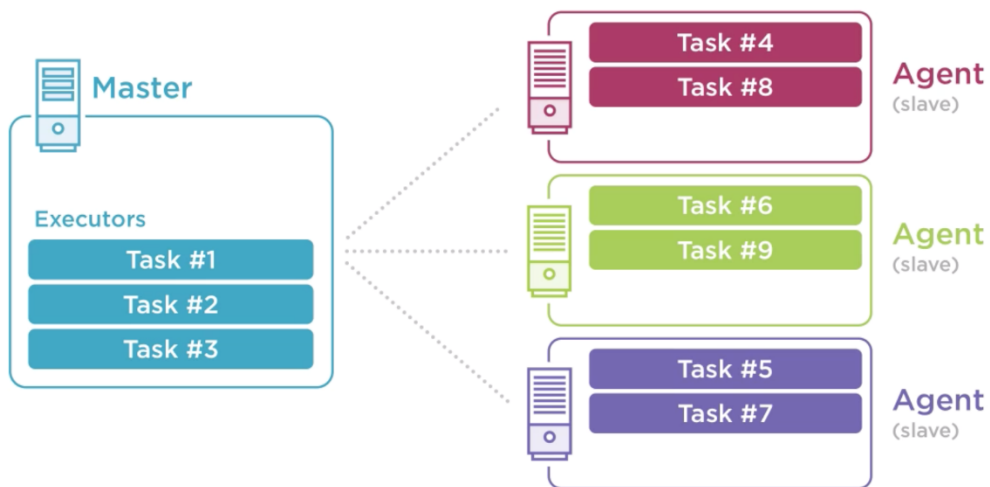 Master
Executors
Task #1
Task #2
Task #3
Task #4
Task #8
Agent
(slave)
Task #6
Task #9
Agent
(slave)
Task #5
Task #7
Agent
(slave)